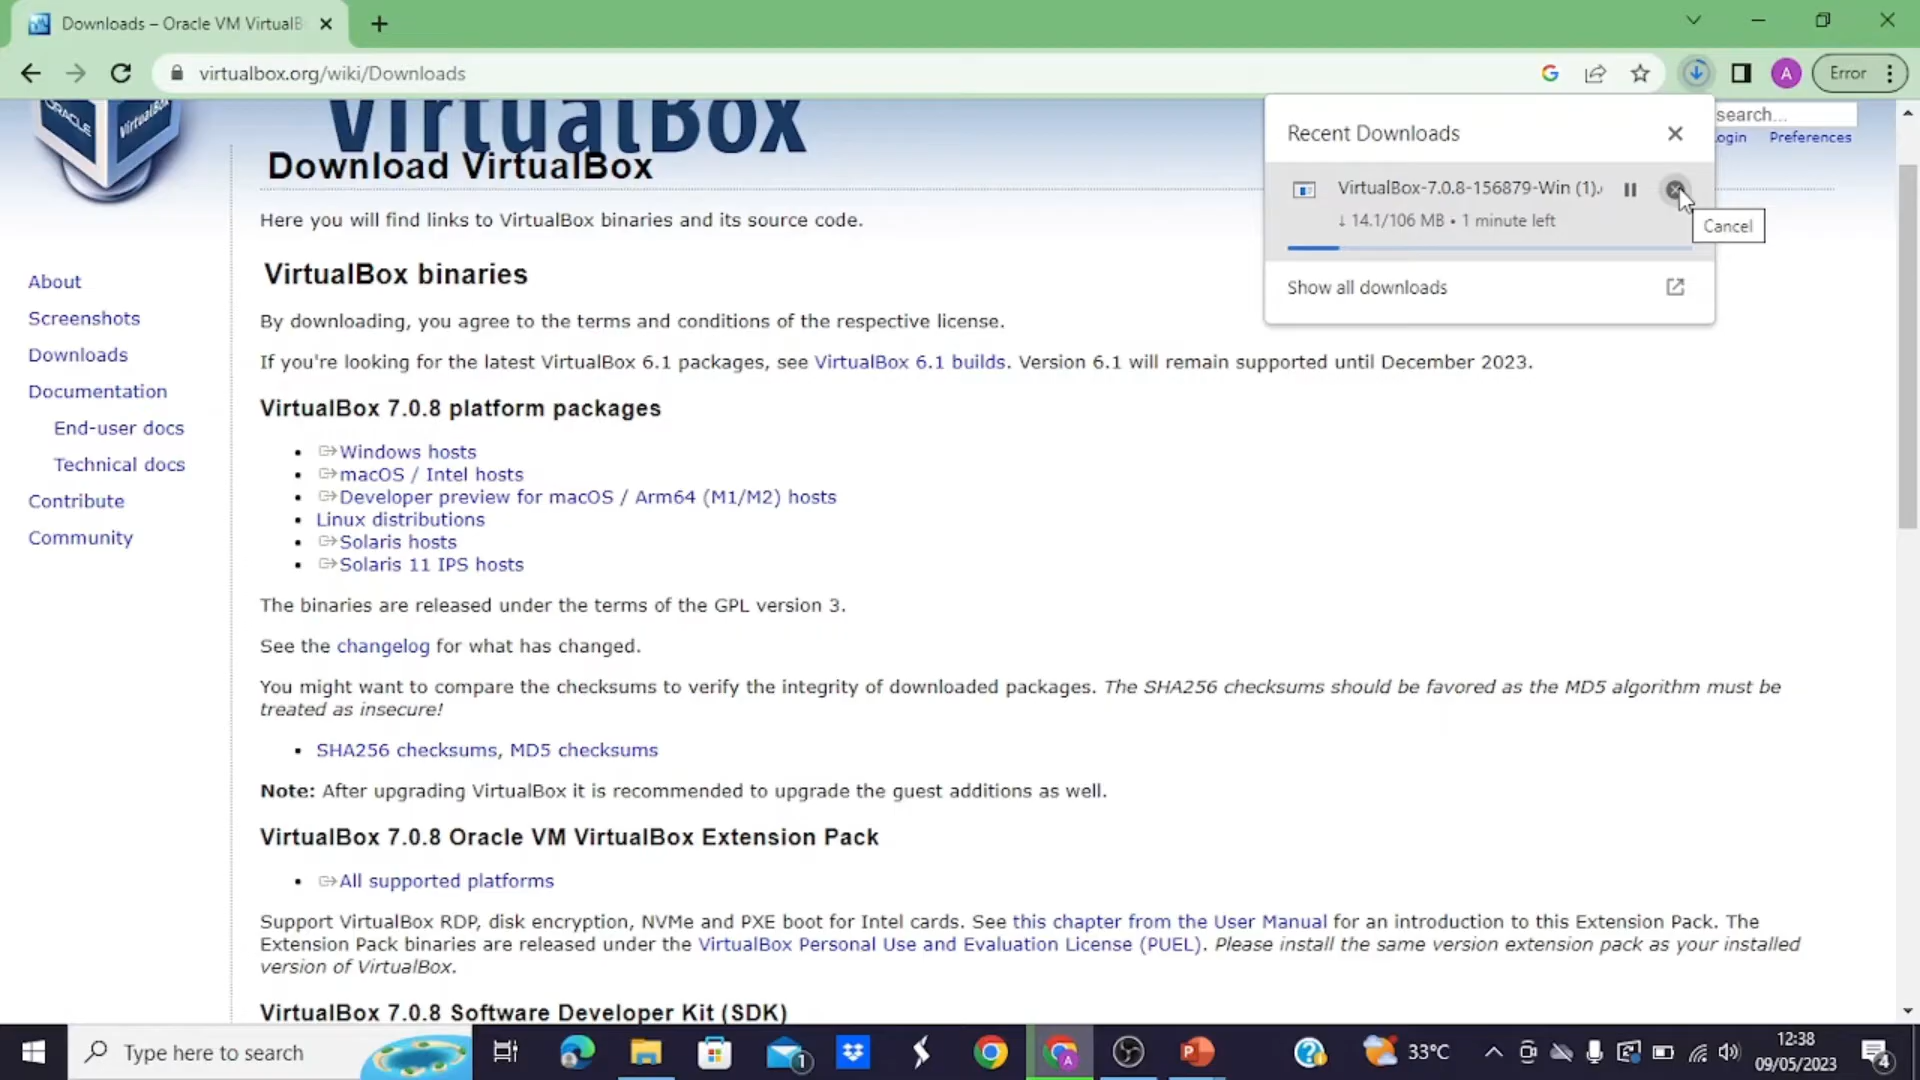 Downloads – Oracle VM VirtualB
virtualbox.org/wiki/Downloads
A
Error
ORACLE
VirtualBox
VirtualBox
Download VirtualBox
search...
Login Preferences
Recent Downloads
VirtualBox-7.0.8-156879-Win (1).
↓ 14.1/106 MB • 1 minute left
Cancel
Show all downloads
About
Screenshots
Downloads
Documentation
End-user docs
Technical docs
Contribute
Community
Here you will find links to VirtualBox binaries and its source code.
VirtualBox binaries
By downloading, you agree to the terms and conditions of the respective license.
If you're looking for the latest VirtualBox 6.1 packages, see VirtualBox 6.1 builds. Version 6.1 will remain supported until December 2023.
VirtualBox 7.0.8 platform packages
• Windows hosts
• macOS / Intel hosts
• Developer preview for macOS / Arm64 (M1/M2) hosts
• Linux distributions
• Solaris hosts
• Solaris 11 IPS hosts
The binaries are released under the terms of the GPL version 3.
See the changelog for what has changed.
You might want to compare the checksums to verify the integrity of downloaded packages. The SHA256 checksums should be favored as the MD5 algorithm must be
treated as insecure!
• SHA256 checksums, MD5 checksums
Note: After upgrading VirtualBox it is recommended to upgrade the guest additions as well.
VirtualBox 7.0.8 Oracle VM VirtualBox Extension Pack
• All supported platforms
Support VirtualBox RDP, disk encryption, NVMe and PXE boot for Intel cards. See this chapter from the User Manual for an introduction to this Extension Pack. The
Extension Pack binaries are released under the VirtualBox Personal Use and Evaluation License (PUEL). Please install the same version extension pack as your installed
version of VirtualBox.
VirtualBox 7.0.8 Software Developer Kit (SDK)
Type here to search
1
A
P
33°C
12:38
09/05/2023
4